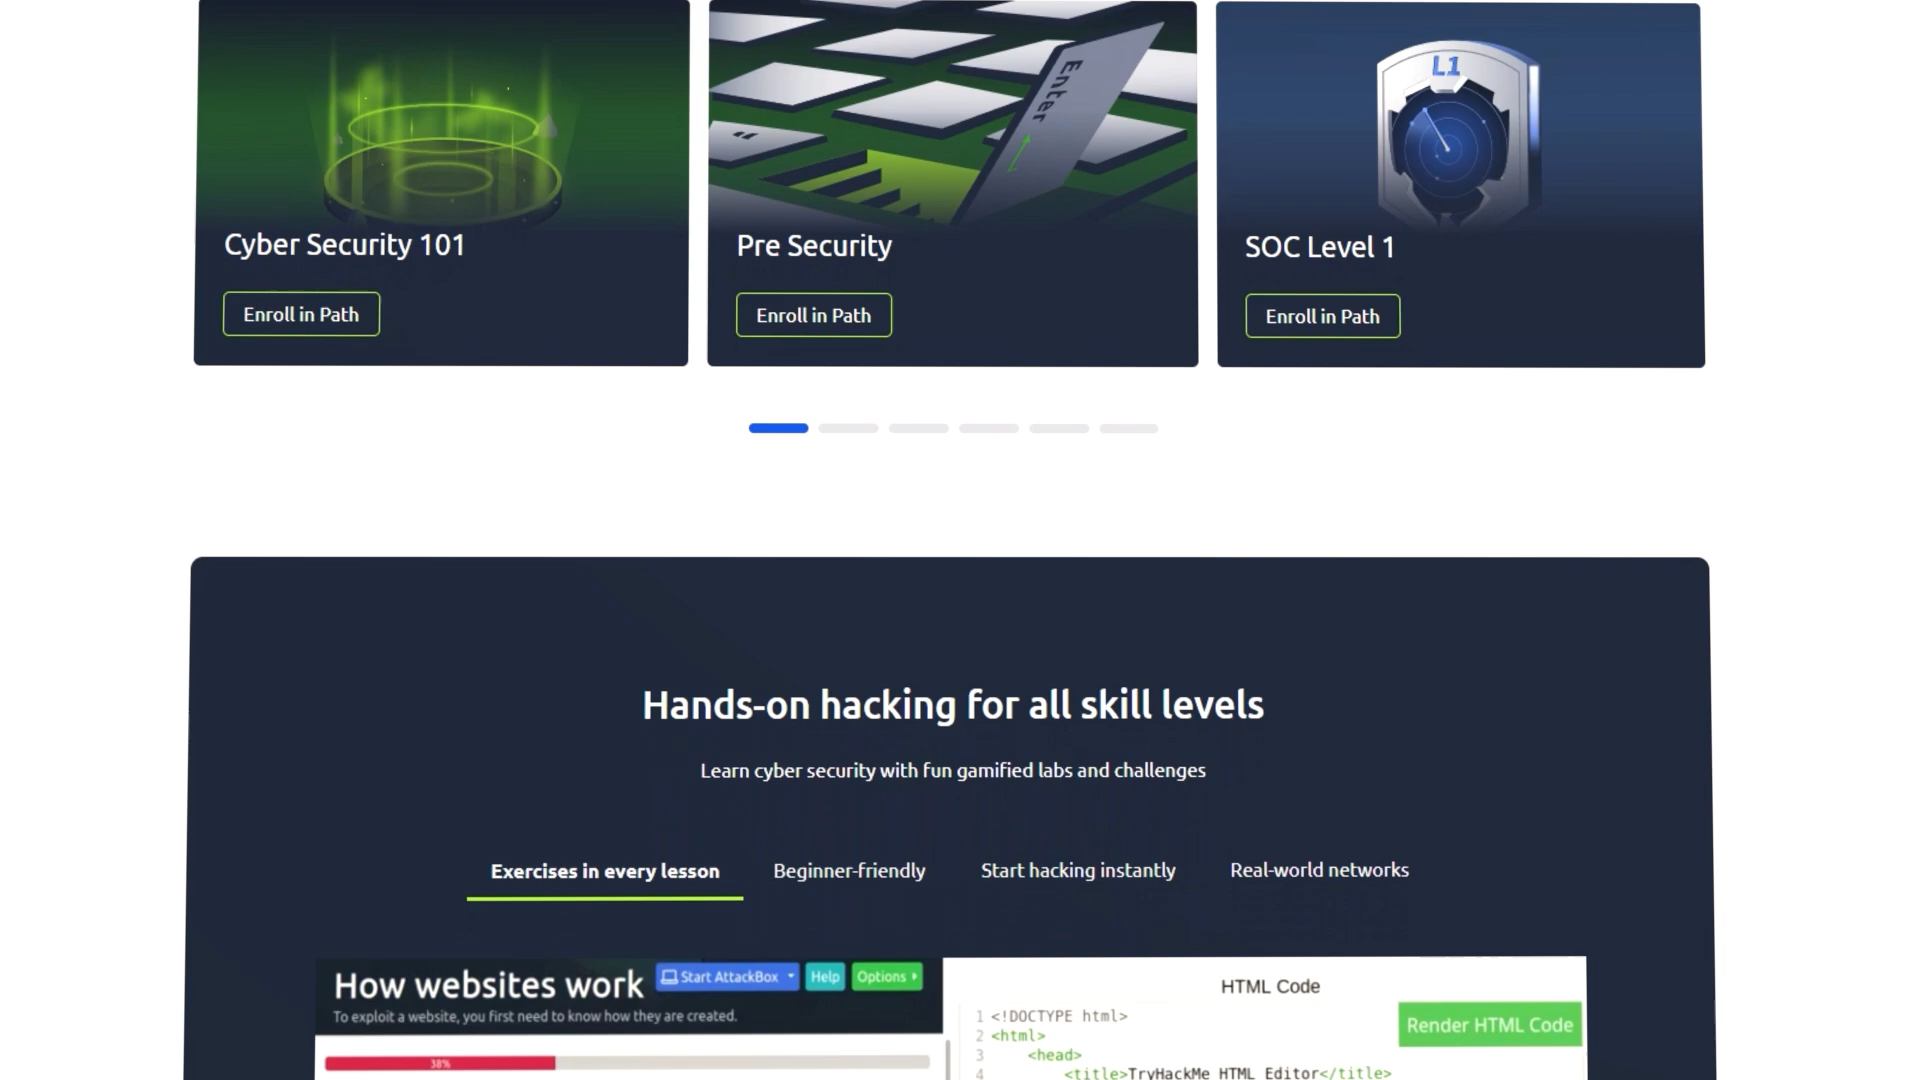 Enter
L1
Cyber Security 101
Pre Security
SOC Level 1
Enroll in Path
Enroll in Path
Enroll in Path
Hands-on hacking for all skill levels
Learn cyber security with fun gamified labs and challenges
Exercises in every lesson
Beginner-friendly
Start hacking instantly
Real-world networks
How websites work
Start AttackBox
Help
Options
To exploit a website, you first need to know how they are created.
38%
HTML Code
Render HTML Code
1 <!DOCTYPE html>
2 <html>
3 <head>
4 <title>TryHackMe HTML Editor</title>